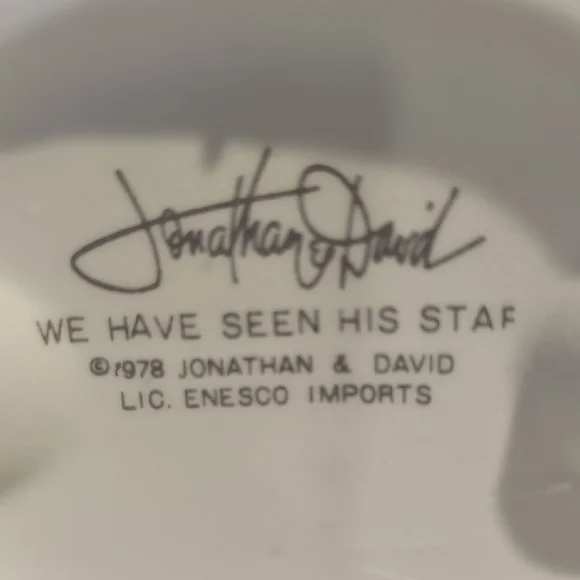 Jonathan & David
WE HAVE SEEN HIS STAR
©1978 JONATHAN & DAVID
LIC. ENESCO IMPORTS